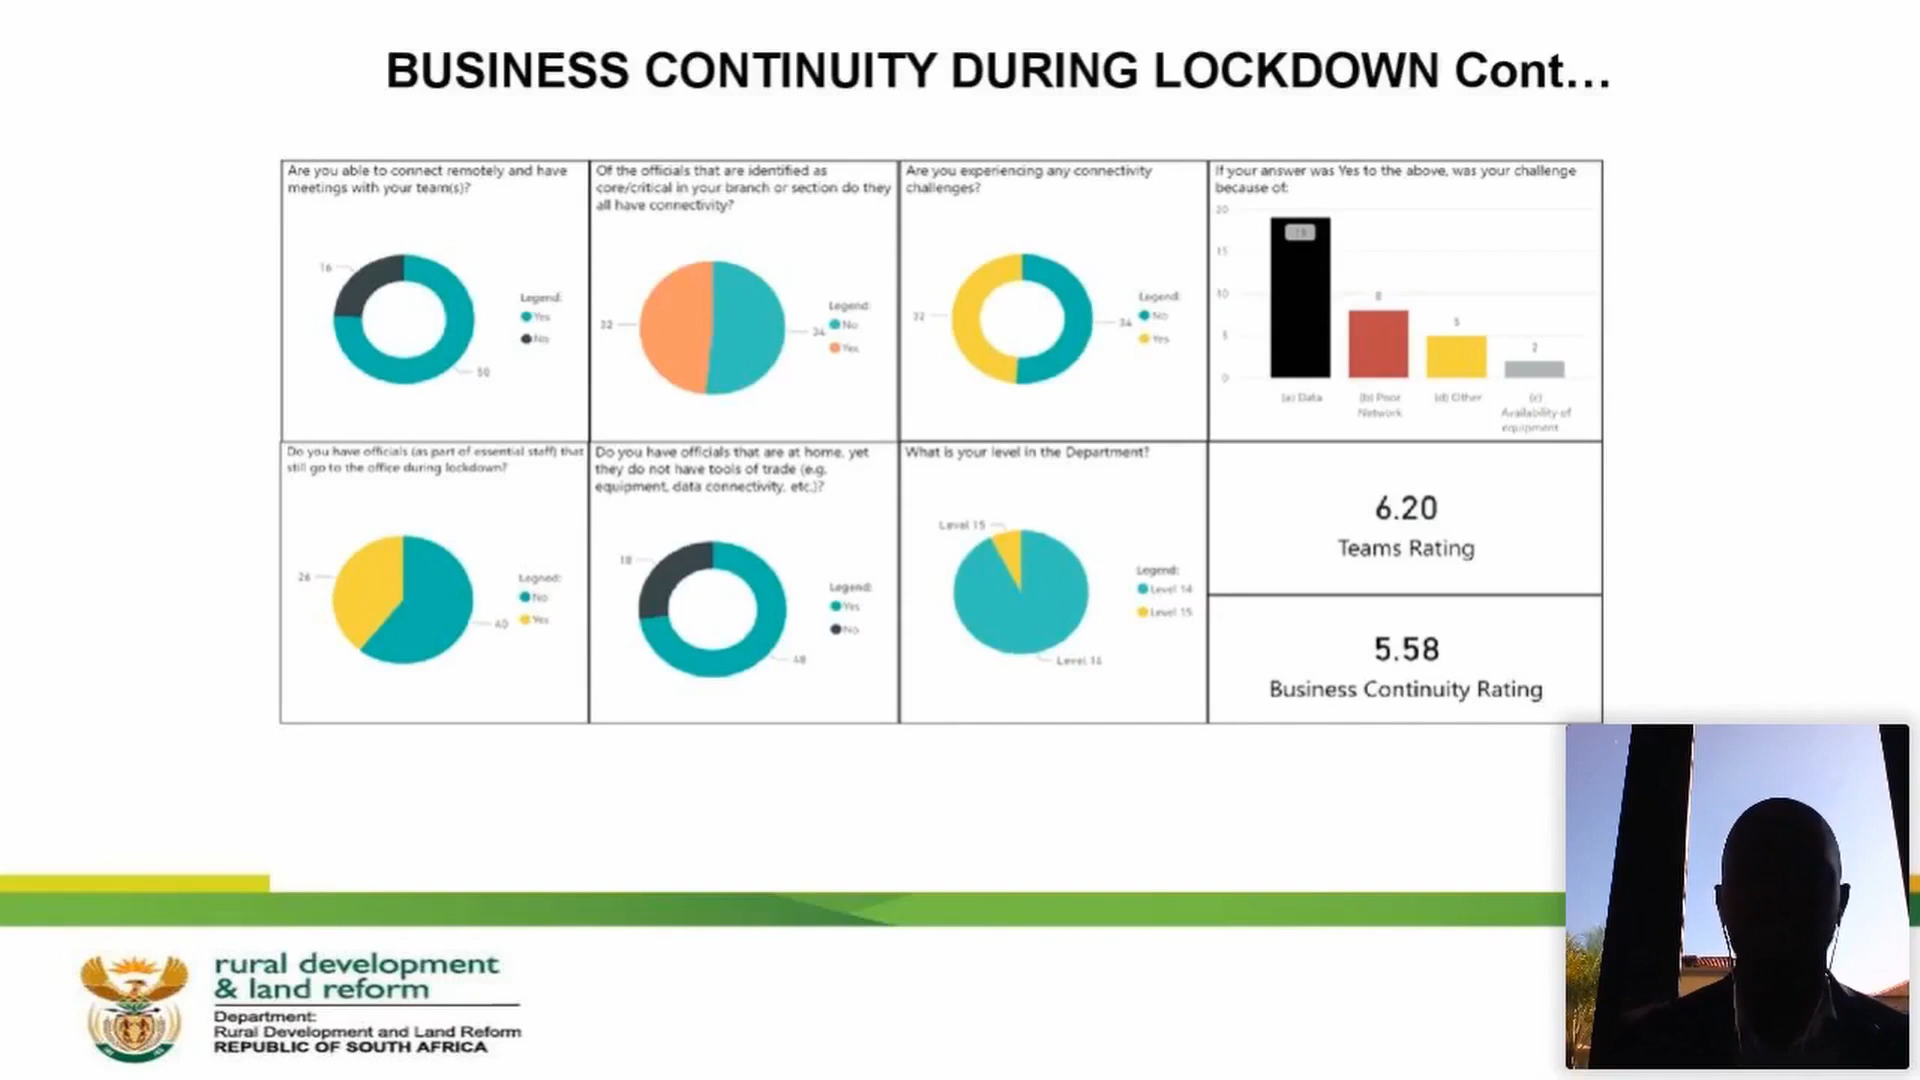 BUSINESS CONTINUITY DURING LOCKDOWN Cont...
Are you able to connect remotely and have
meetings with your team(s)?
16
50
Legend:
Yes
No
Of the officials that are identified as
core/critical in your branch or section do they
all have connectivity?
32
34
Legend:
No
Yes
Are you experiencing any connectivity
challenges?
32
34
Legend:
No
Yes
If your answer was Yes to the above, was your challenge
because of:
20
15
10
5
0
8
5
2
(a) Data
(b) Poor
Network
(d) Other
(c)
Availability of
equipment
Do you have officials (as part of essential staff) that
still go to the office during lockdown?
26
40
No
Yes
Do you have officials that are at home, yet
they do not have tools of trade (e.g.
equipment, data connectivity, etc.)?
18
48
Legend:
Yes
No
What is your level in the Department?
Level 15
Level 14
Legend:
Level 14
Level 15
6.20
Teams Rating
5.58
Business Continuity Rating
rural development
& land reform
Department:
Rural Development and Land Reform
REPUBLIC OF SOUTH AFRICA